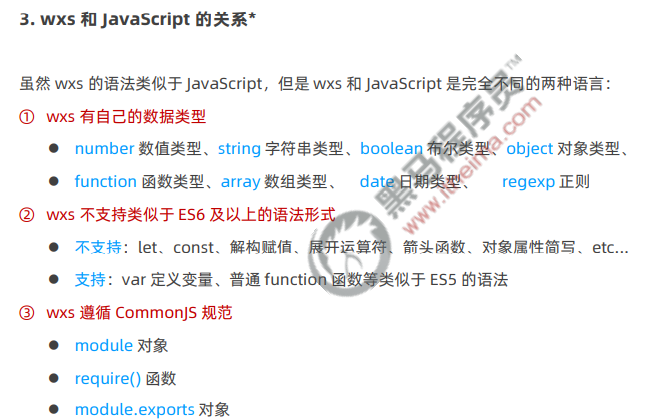 3. wxs 和 JavaScript 的关系*
虽然 wxs 的语法类似于 JavaScript，但是 wxs 和 JavaScript 是完全不同的两种语言：
① wxs 有自己的数据类型
● number 数值类型、string 字符串类型、boolean 布尔类型、object 对象类型、
● function 函数类型、array 数组类型、 date 日期类型、 regexp 正则
② wxs 不支持类似于 ES6 及以上的语法形式
● 不支持：let、const、解构赋值、展开运算符、箭头函数、对象属性简写、etc...
● 支持：var 定义变量、普通 function 函数等类似于 ES5 的语法
③ wxs 遵循 CommonJS 规范
● module 对象
● require() 函数
● module.exports 对象
黑马程序员™
www.itheima.com